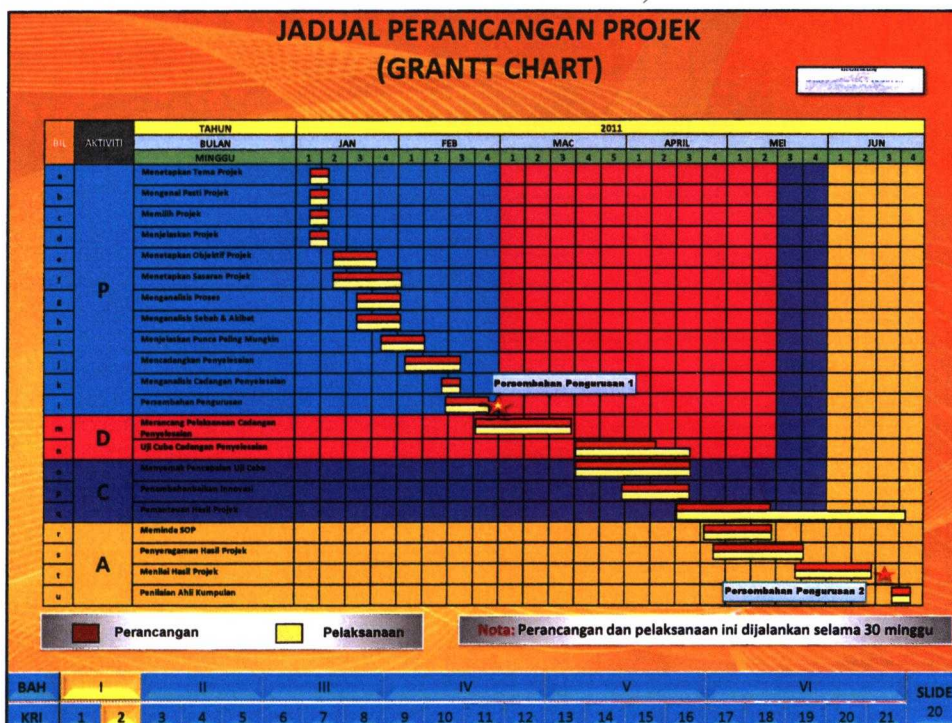 JADUAL PERANCANGAN PROJEK
(GRANTT CHART)
BIL AKTIVITI TAHUN 2011
BULAN JAN FEB MAC APRIL MEI JUN
MINGGU 1 2 3 4 1 2 3 4 1 2 3 4 5 1 2 3 4 1 2 3 4 1 2 3 4
a Menetapkan Tema Projek
b Mengenal Pasti Projek
c Memilih Projek
d Menjelaskan Projek
e Menetapkan Objektif Projek
f Menetapkan Sasaran Projek
P
g Menganalisis Proses
h Menganalisis Sebab & Akibat
i Menjelaskan Punca Paling Mungkin
j Mencadangkan Penyelesaian
k Menganalisis Cadangan Penyelesaian Persembahan Pengurusan 1
l Persembahan Pengurusan
m Merancang Pelaksanaan Cadangan
Penyelesaian
D
n Uji Cuba Cadangan Penyelesaian
o Menyemak Pencapaian Uji Cuba
C
p Penambahbaikan Innovasi
q Pemantauan Hasil Projek
r Meminda SOP
s Penyeragaman Hasil Projek
A
t Menilai Hasil Projek
u Penilaian Ahli Kumpulan Persembahan Pengurusan 2
Perancangan Pelaksanaan Nota: Perancangan dan pelaksanaan ini dijalankan selama 30 minggu
BAH I II III IV V VI SLIDE
KRI 1 2 3 4 5 6 7 8 9 10 11 12 13 14 15 16 17 18 19 20 21 20